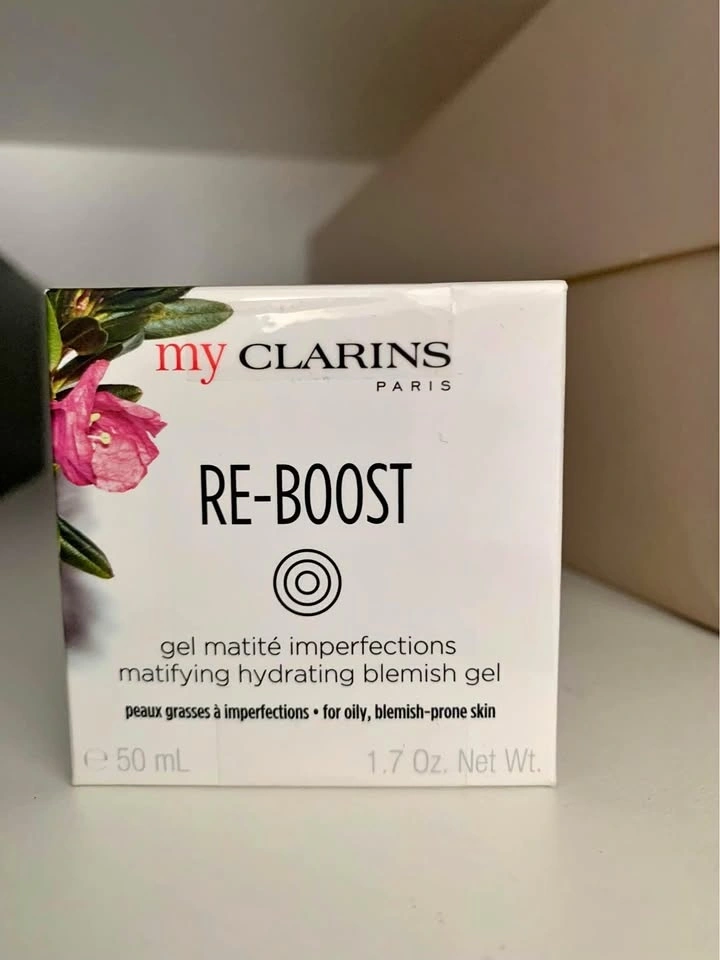 my CLARINS
PARIS
RE-BOOST
gel matité imperfections
matifying hydrating blemish gel
peaux grasses à imperfections • for oily, blemish-prone skin
℮ 50 mL 1.7 Oz. Net Wt.